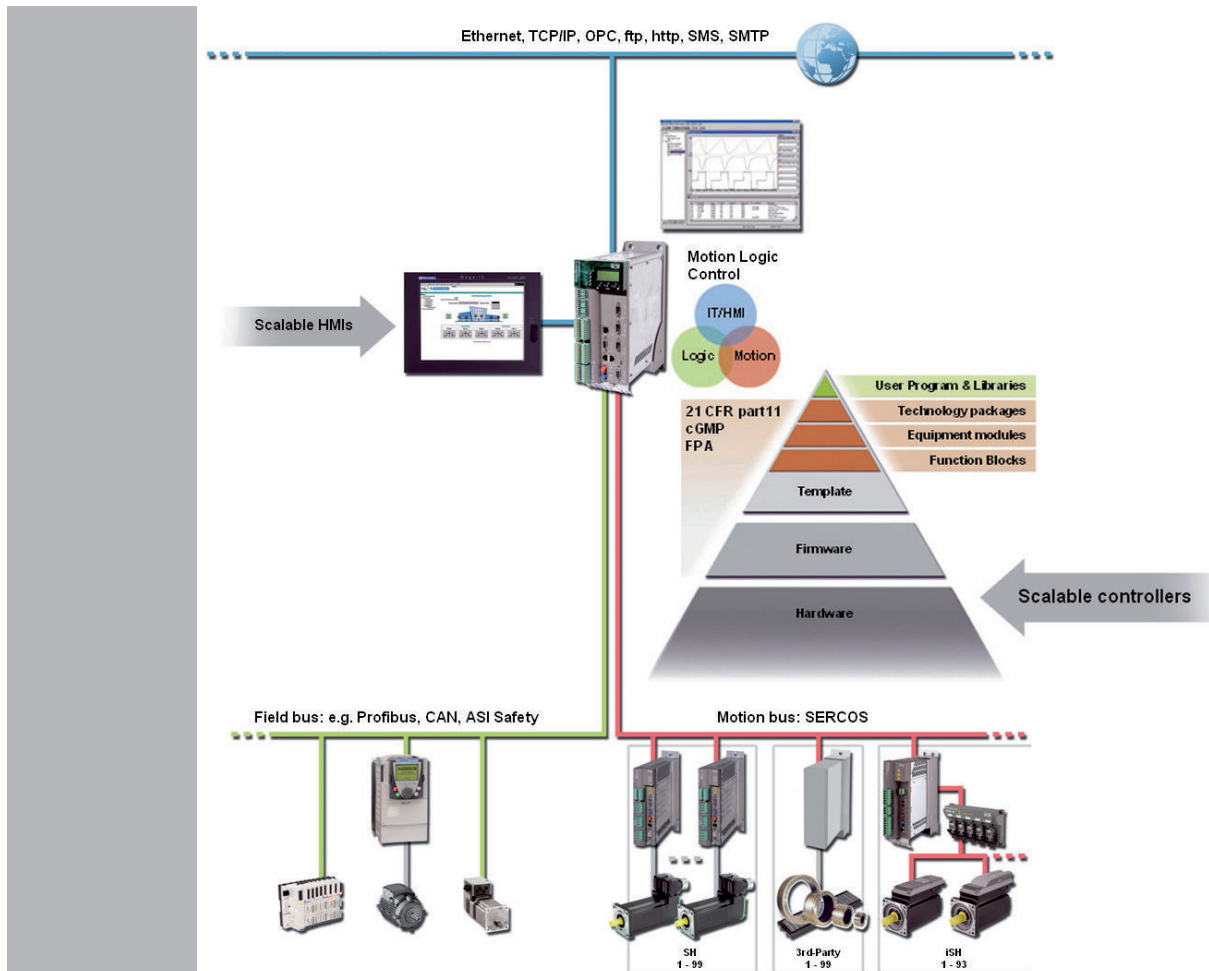 Ethernet, TCP/IP, OPC, ftp, http, SMS, SMTP
Motion Logic
Control
IT/HMI
Logic
Motion
Scalable HMIs
User Program & Libraries
21 CFR part11
cGMP
FPA
Technology packages
Equipment modules
Function Blocks
Template
Firmware
Hardware
Scalable controllers
Field bus: e.g. Profibus, CAN, ASI Safety
Motion bus: SERCOS
SH
1 - 99
3rd-Party
1 - 99
iSH
1 - 93